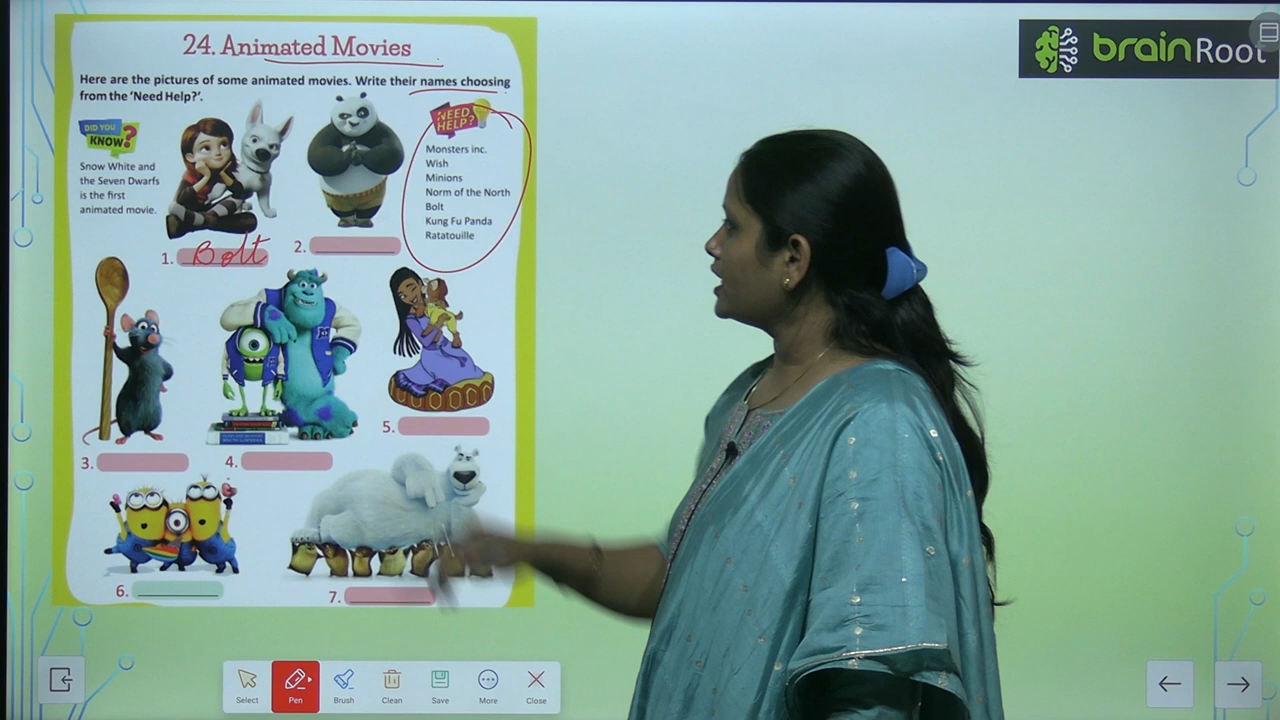 24. Animated Movies
Here are the pictures of some animated movies. Write their names choosing
from the ‘Need Help?’.
DID YOU
KNOW?
Snow White and
the Seven Dwarfs
is the first
animated movie.
NEED
HELP?
Monsters inc.
Wish
Minions
Norm of the North
Bolt
Kung Fu Panda
Ratatouille
1. Bolt
2.
3.
4.
5.
6.
7.
brainRoot
Select
Pen
Brush
Clean
Save
More
Close